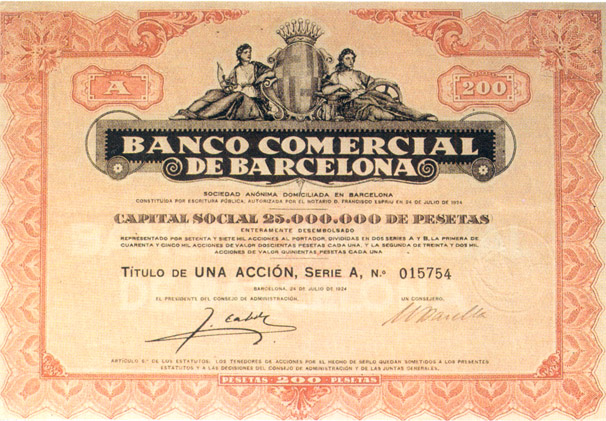 A
200
BANCO COMERCIAL
DE BARCELONA
SOCIEDAD ANÓNIMA DOMICILIADA EN BARCELONA
CONSTITUIDA POR ESCRITURA PÚBLICA, AUTORIZADA POR EL NOTARIO D. FRANCISCO ESPRIU EN 24 DE JULIO DE 1924
CAPITAL SOCIAL 25.000.000 DE PESETAS
ENTERAMENTE DESEMBOLSADO
REPRESENTADO POR SETENTA Y SIETE MIL ACCIONES AL PORTADOR, DIVIDIDAS EN DOS SERIES A Y B, LA PRIMERA DE
CUARENTA Y CINCO MIL ACCIONES DE VALOR DOSCIENTAS PESETAS CADA UNA, Y LA SEGUNDA DE TREINTA Y DOS MIL
ACCIONES DE VALOR QUINIENTAS PESETAS CADA UNA
TÍTULO DE UNA ACCIÓN, SERIE A, N.º 015754
BARCELONA, 24 DE JULIO DE 1924
EL PRESIDENTE DEL CONSEJO DE ADMINISTRACIÓN, UN CONSEJERO,
ARTÍCULO 6.º DE LOS ESTATUTOS. LOS TENEDORES DE ACCIONES POR EL HECHO DE SERLO QUEDAN SOMETIDOS A LOS PRESENTES
ESTATUTOS Y A LAS DECISIONES DEL CONSEJO DE ADMINISTRACIÓN Y DE LAS JUNTAS GENERALES.
PESETAS 200 PESETAS